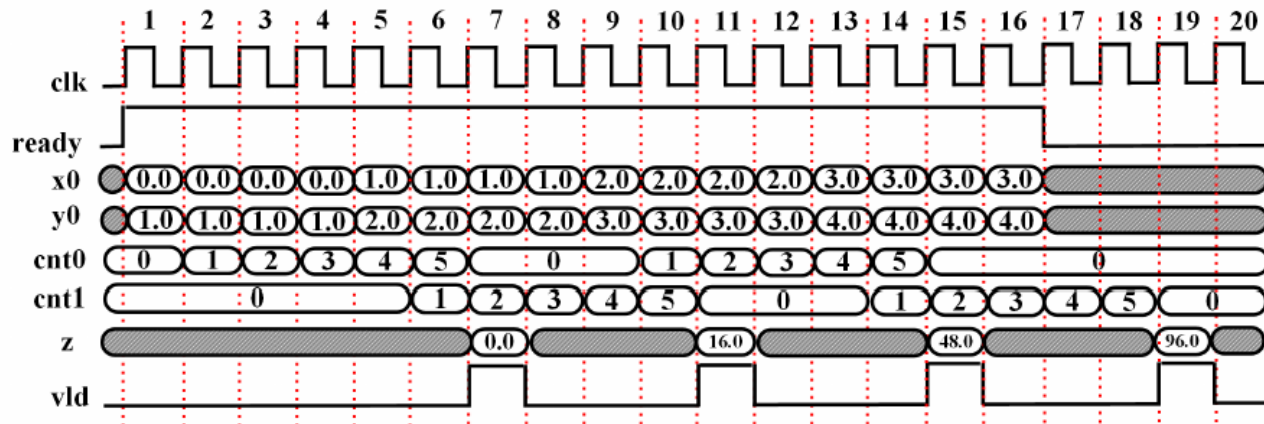 1 2 3 4 5 6 7 8 9 10 11 12 13 14 15 16 17 18 19 20
clk
ready
x0 0.0 0.0 0.0 0.0 1.0 1.0 1.0 1.0 2.0 2.0 2.0 2.0 3.0 3.0 3.0 3.0
y0 1.0 1.0 1.0 1.0 2.0 2.0 2.0 2.0 3.0 3.0 3.0 3.0 4.0 4.0 4.0 4.0
cnt0 0 1 2 3 4 5 0 1 2 3 4 5 0
cnt1 0 1 2 3 4 5 0 1 2 3 4 5 0
z 0.0 16.0 48.0 96.0
vld